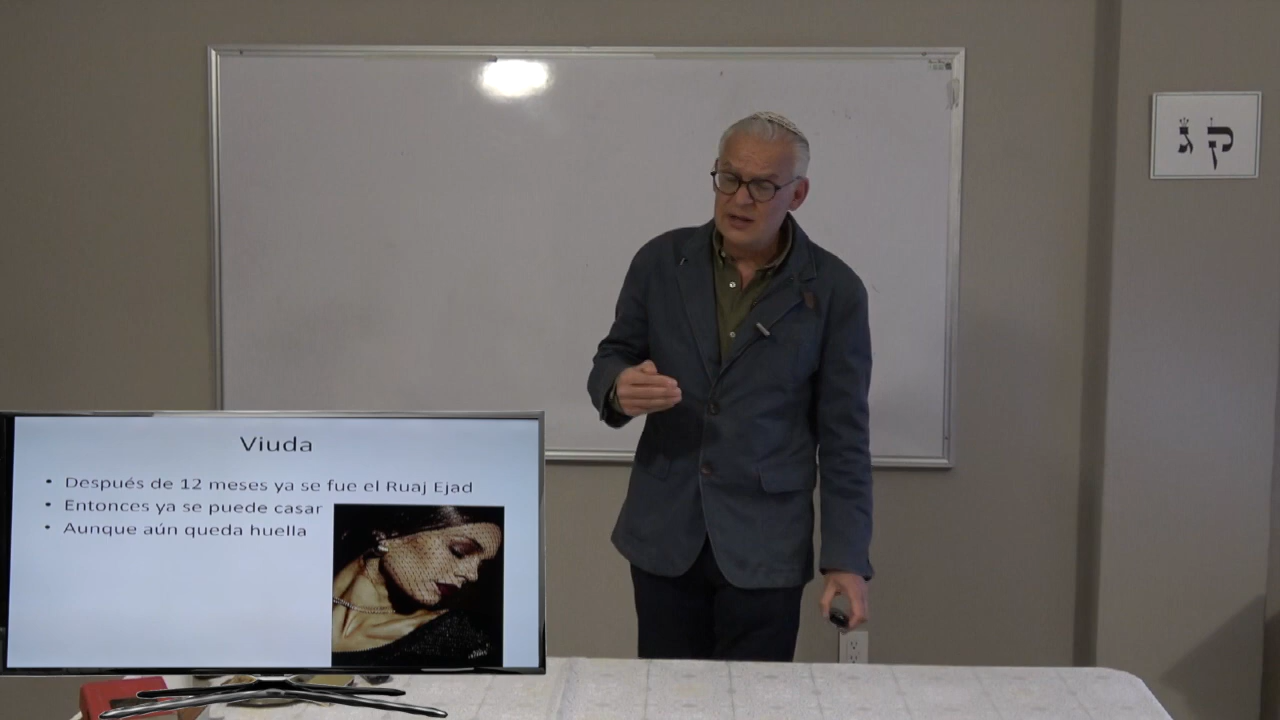 Viuda
• Después de 12 meses ya se fue el Ruaj Ejad
• Entonces ya se puede casar
• Aunque aún queda huella
ק ג